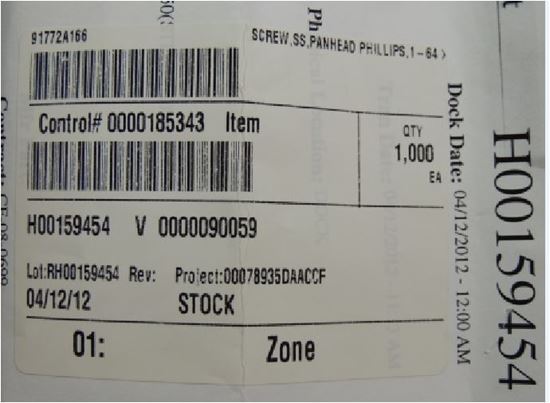 91772A166
SCREW,SS,PANHEAD PHILLIPS,1-64>
Control# 0000185343 Item
QTY
1,000
EA
H00159454 V 0000090059
Lot:RH00159454 Rev: Project:00078935DAACCF
04/12/12 STOCK
01: Zone
Dock Date: 04/12/2012 - 12:00 AM
H00159454